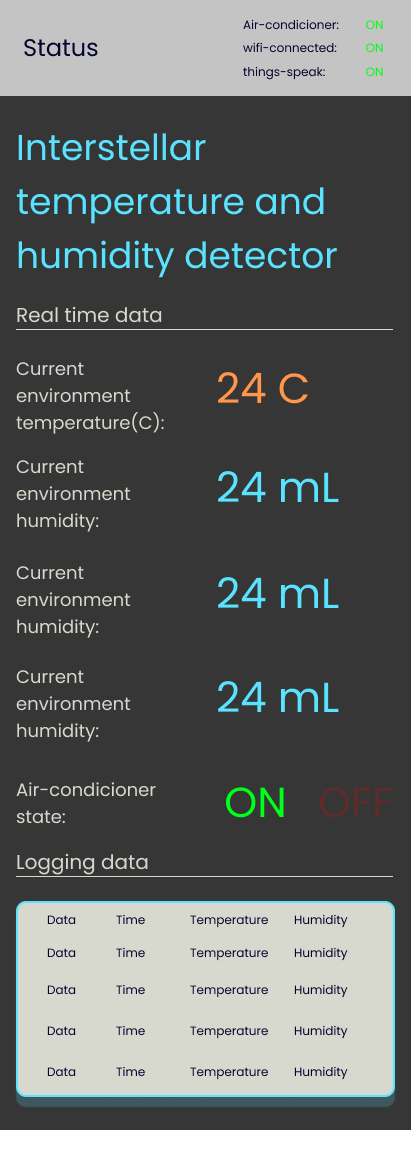 Status
Air-condicioner: ON
wifi-connected: ON
things-speak: ON
Interstellar
temperature and
humidity detector
Real time data
Current
environment
temperature(C):
24 C
Current
environment
humidity:
24 mL
Current
environment
humidity:
24 mL
Current
environment
humidity:
24 mL
Air-condicioner
state:
ON OFF
Logging data
Data Time Temperature Humidity
Data Time Temperature Humidity
Data Time Temperature Humidity
Data Time Temperature Humidity
Data Time Temperature Humidity